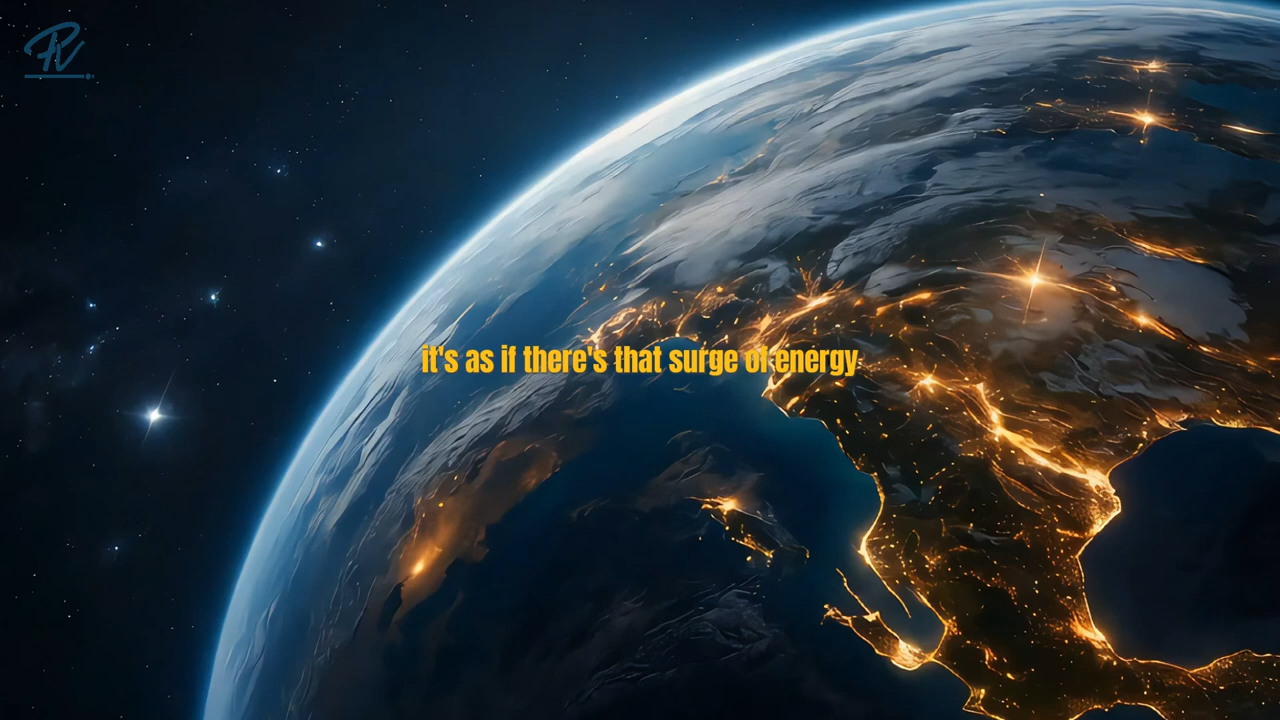 it's as if there's that surge of energy